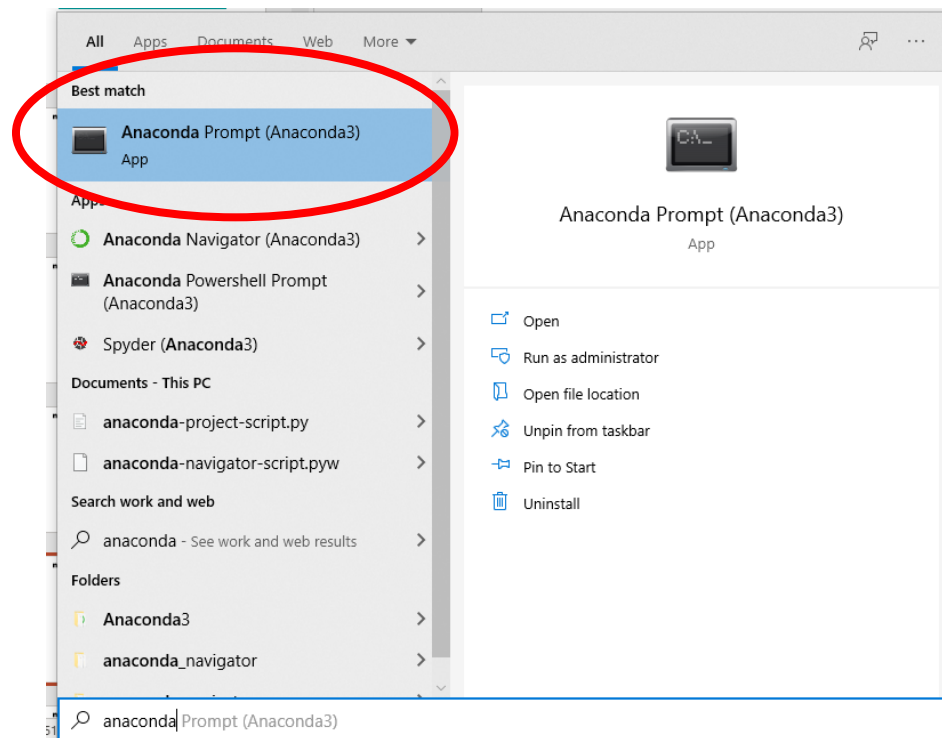 All Apps Documents Web More
Best match
Anaconda Prompt (Anaconda3)
App
Apps
Anaconda Navigator (Anaconda3)
Anaconda Powershell Prompt
(Anaconda3)
Spyder (Anaconda3)
Documents - This PC
anaconda-project-script.py
anaconda-navigator-script.pyw
Search work and web
anaconda - See work and web results
Folders
Anaconda3
anaconda_navigator
anaconda Prompt (Anaconda3)
C:\_
Anaconda Prompt (Anaconda3)
App
Open
Run as administrator
Open file location
Unpin from taskbar
Pin to Start
Uninstall